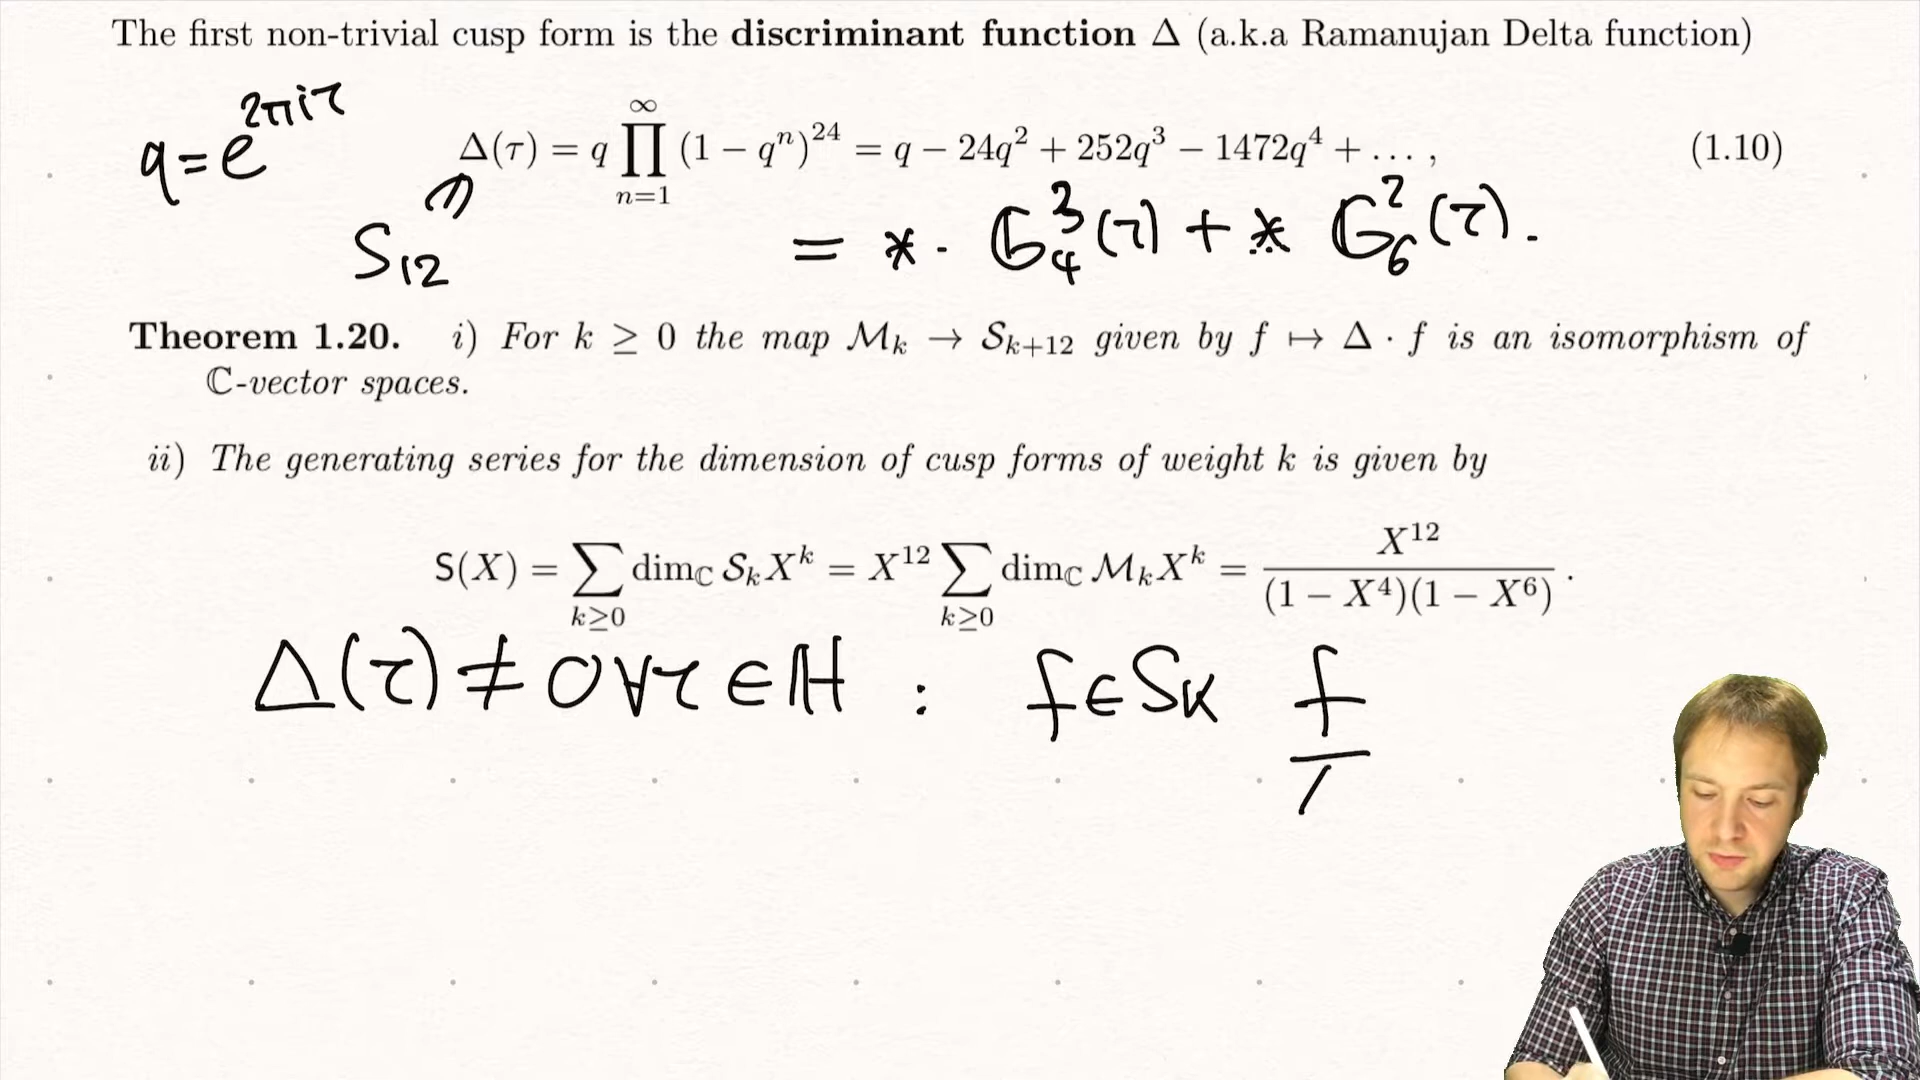 The first non-trivial cusp form is the discriminant function Δ (a.k.a Ramanujan Delta function)
q=e^{2πiτ}
Δ(τ) = q ∏_{n=1}^{∞} (1 − q^n)^{24} = q − 24q^2 + 252q^3 − 1472q^4 + … , (1.10)
∈ S_{12}
= * · G_4^3(τ) + * G_6^2(τ).
Theorem 1.20. i) For k ≥ 0 the map M_k → S_{k+12} given by f ↦ Δ · f is an isomorphism of
ℂ-vector spaces.
ii) The generating series for the dimension of cusp forms of weight k is given by
S(X) = ∑_{k≥0} dim_ℂ S_k X^k = X^{12} ∑_{k≥0} dim_ℂ M_k X^k = \frac{X^{12}}{(1 − X^4)(1 − X^6)} .
Δ(τ) ≠ 0 ∀τ ∈ ℍ : f ∈ S_k f